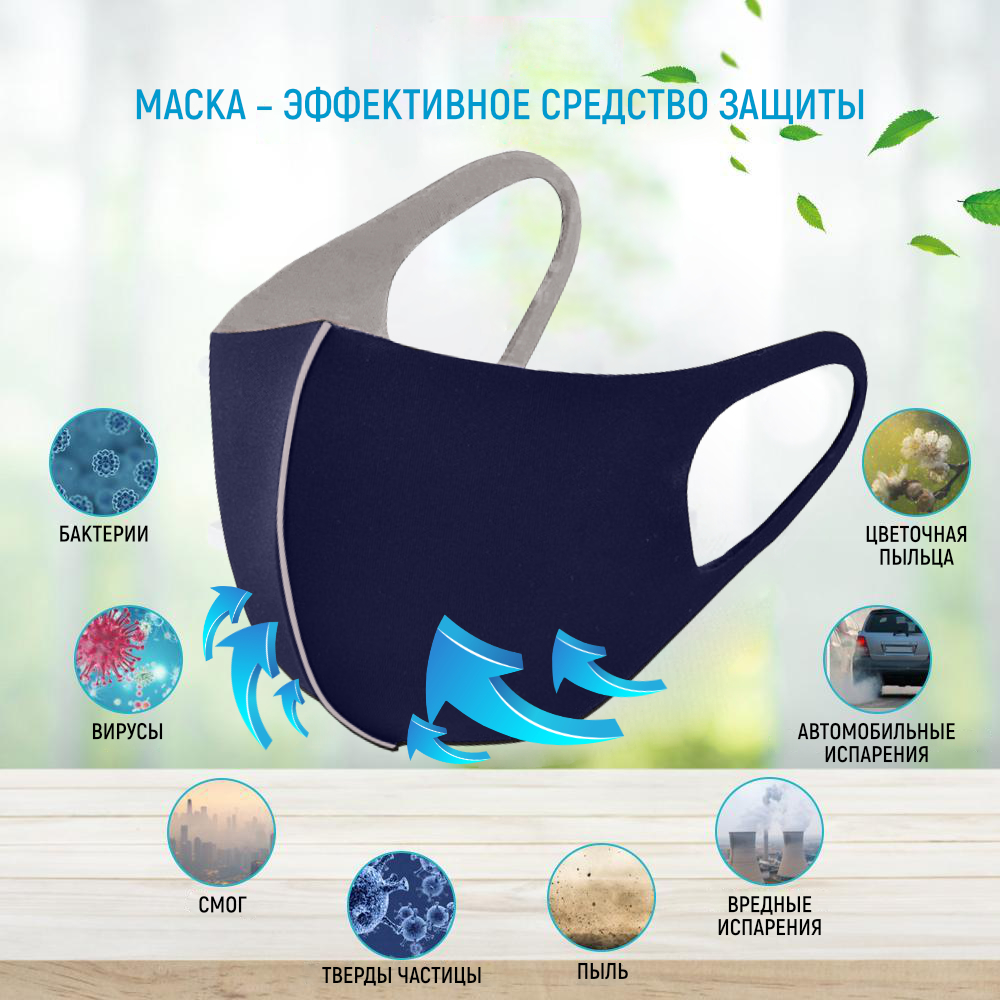 МАСКА – ЭФФЕКТИВНОЕ СРЕДСТВО ЗАЩИТЫ
БАКТЕРИИ
ЦВЕТОЧНАЯ
ПЫЛЬЦА
ВИРУСЫ
АВТОМОБИЛЬНЫЕ
ИСПАРЕНИЯ
СМОГ
ТВЕРДЫ ЧАСТИЦЫ
ПЫЛЬ
ВРЕДНЫЕ
ИСПАРЕНИЯ